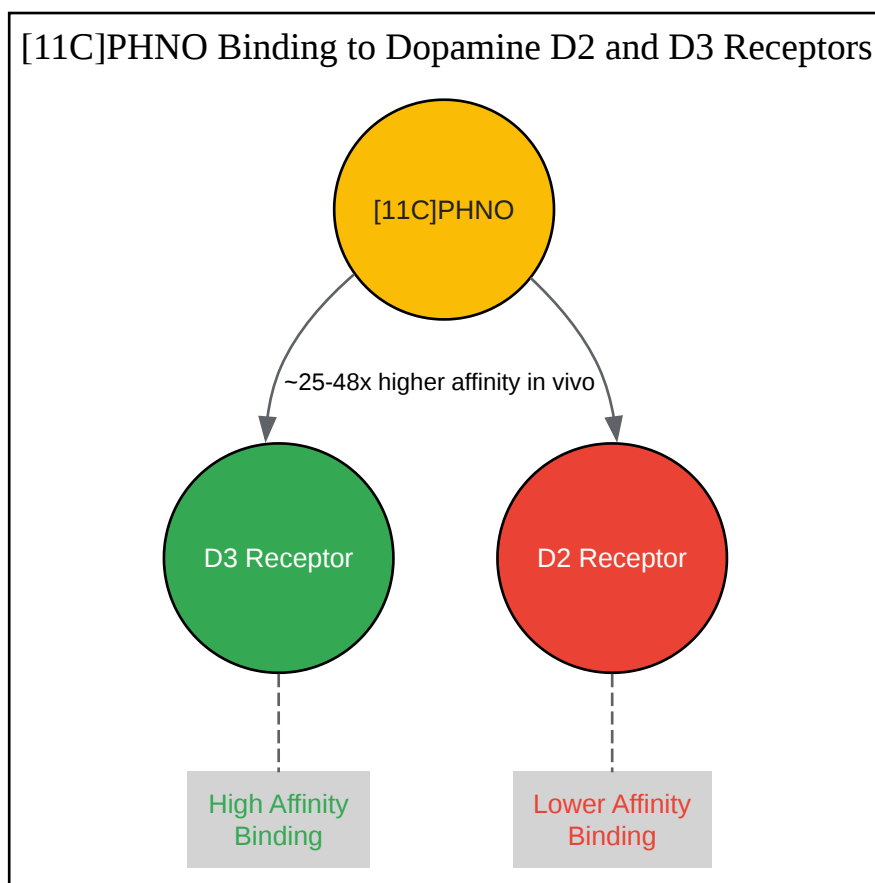 [11C]PHNO Binding to Dopamine D2 and D3 Receptors
[11C]PHNO
~25-48x higher affinity in vivo
D3 Receptor
D2 Receptor
High Affinity
Binding
Lower Affinity
Binding